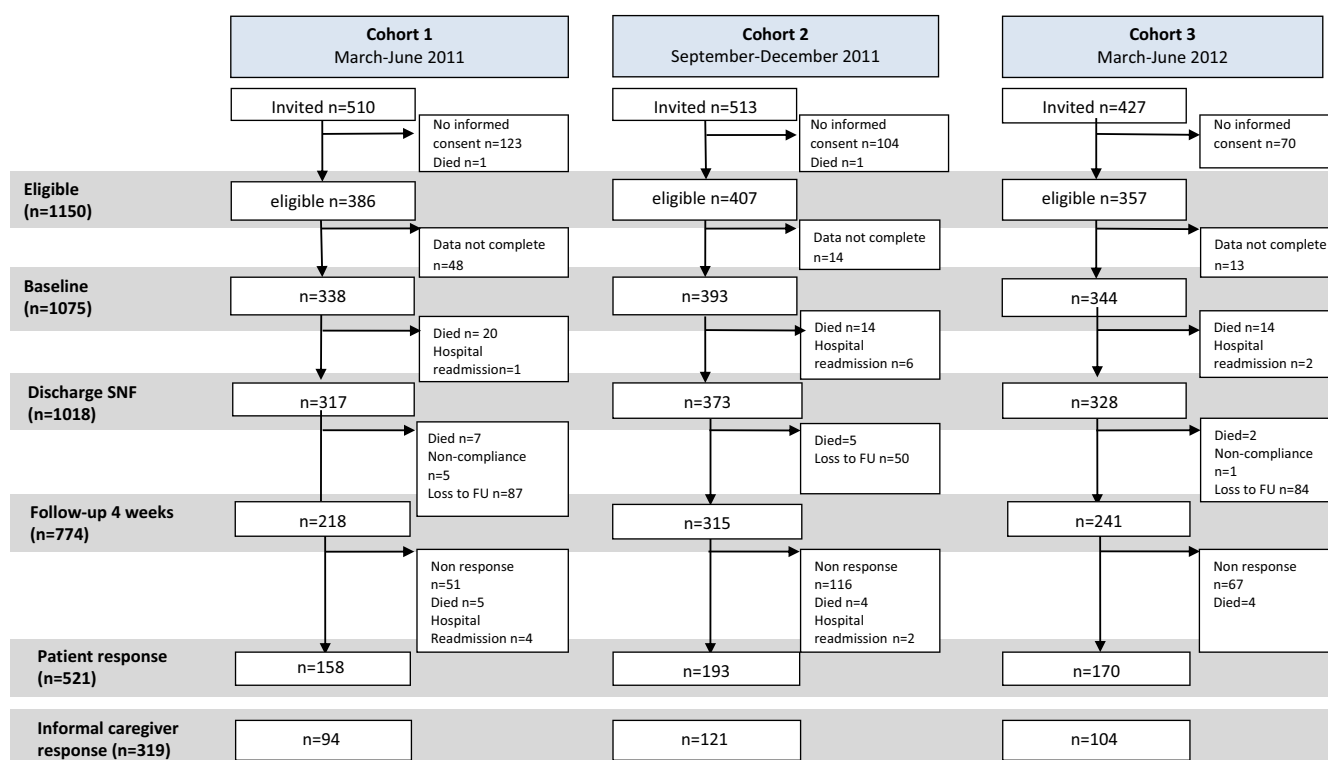 Cohort 1
March-June 2011
Cohort 2
September-December 2011
Cohort 3
March-June 2012
Invited n=510
Invited n=513
Invited n=427
No informed
consent n=123
Died n=1
No informed
consent n=104
Died n=1
No informed
consent n=70
Eligible
(n=1150)
eligible n=386
eligible n=407
eligible n=357
Data not complete
n=48
Data not complete
n=14
Data not complete
n=13
Baseline
(n=1075)
n=338
n=393
n=344
Died n= 20
Hospital
readmission=1
Died n=14
Hospital
readmission n=6
Died n=14
Hospital
readmission n=2
Discharge SNF
(n=1018)
n=317
n=373
n=328
Died n=7
Non-compliance
n=5
Loss to FU n=87
Died=5
Loss to FU n=50
Died=2
Non-compliance
n=1
Loss to FU n=84
Follow-up 4 weeks
(n=774)
n=218
n=315
n=241
Non response
n=51
Died n=5
Hospital
Readmission n=4
Non response
n=116
Died n=4
Hospital
readmission n=2
Non response
n=67
Died=4
Patient response
(n=521)
n=158
n=193
n=170
Informal caregiver
response (n=319)
n=94
n=121
n=104